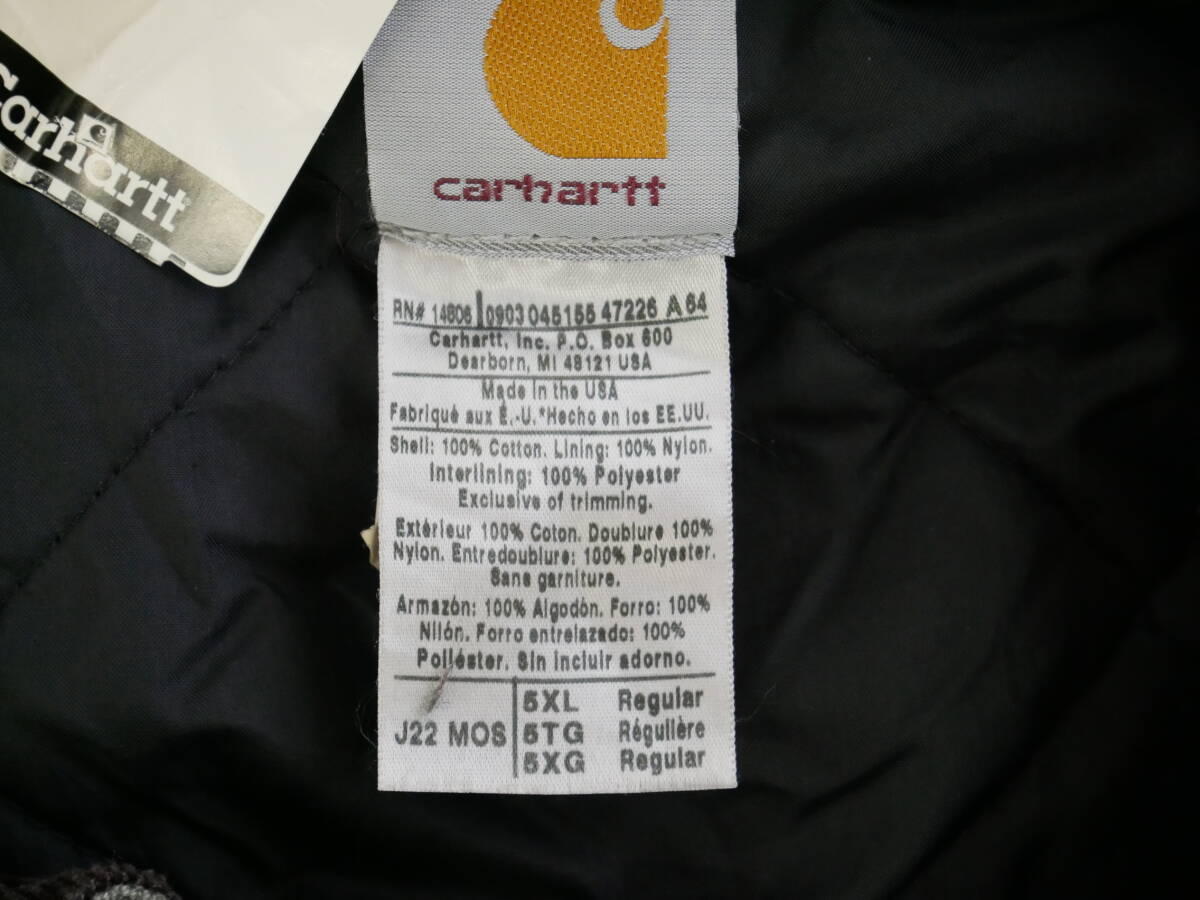 Carhartt
carhartt
RN# 14806 0903 045155 47226 A 64
Carhartt, Inc. P.O. Box 600
Dearborn, MI 48121 USA
Made in the USA
Fabriqué aux É.-U.*Hecho en los EE.UU.
Shell: 100% Cotton. Lining: 100% Nylon.
Interlining: 100% Polyester
Exclusive of trimming.
Extérieur 100% Coton. Doublure 100%
Nylon. Entredoublure: 100% Polyester.
Sans garniture.
Armazón: 100% Algodón. Forro: 100%
Nilón. Forro entrelazado: 100%
Poliéster. Sin incluir adorno.
J22 MOS
5XL Regular
5TG Régulière
5XG Regular